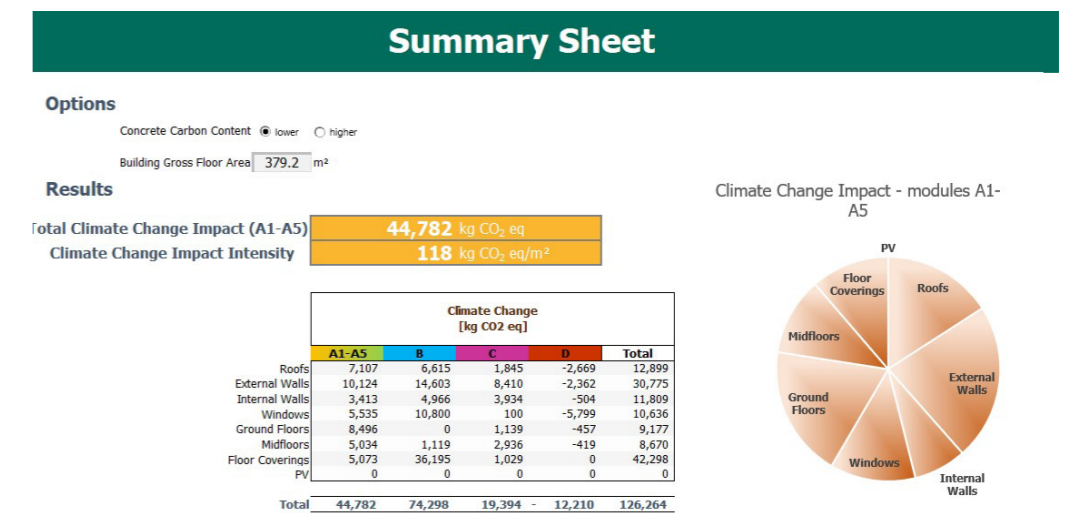 Summary Sheet
Options
Concrete Carbon Content lower higher
Building Gross Floor Area 379.2 m²
Results
Total Climate Change Impact (A1-A5) 44,782 kg CO₂ eq
Climate Change Impact Intensity 118 kg CO₂ eq/m²
Climate Change
[kg CO2 eq]
A1-A5 B C D Total
Roofs 7,107 6,615 1,845 -2,669 12,899
External Walls 10,124 14,603 8,410 -2,362 30,775
Internal Walls 3,413 4,966 3,934 -504 11,809
Windows 5,535 10,800 100 -5,799 10,636
Ground Floors 8,496 0 1,139 -457 9,177
Midfloors 5,034 1,119 2,936 -419 8,670
Floor Coverings 5,073 36,195 1,029 0 42,298
PV 0 0 0 0 0
Total 44,782 74,298 19,394 - 12,210 126,264
Climate Change Impact - modules A1-
A5
PV
Roofs
External
Walls
Internal
Walls
Windows
Ground
Floors
Midfloors
Floor
Coverings